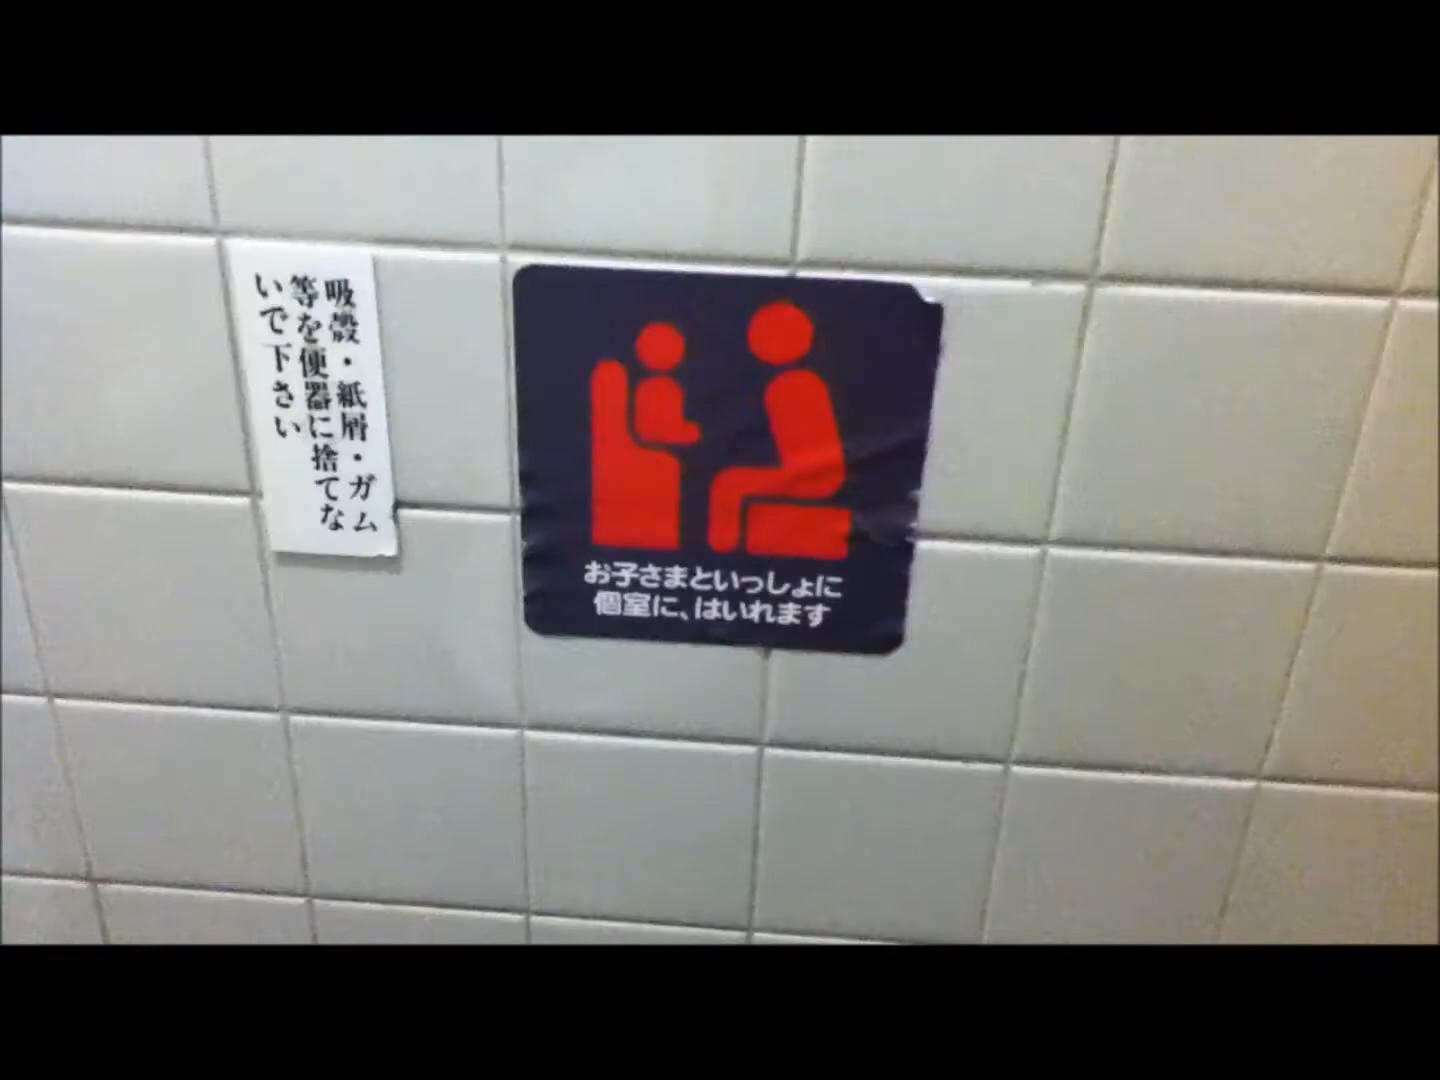 吸殻・紙屑・ガム
等を便器に捨てな
いで下さい
お子さまといっしょに
個室に、はいれます